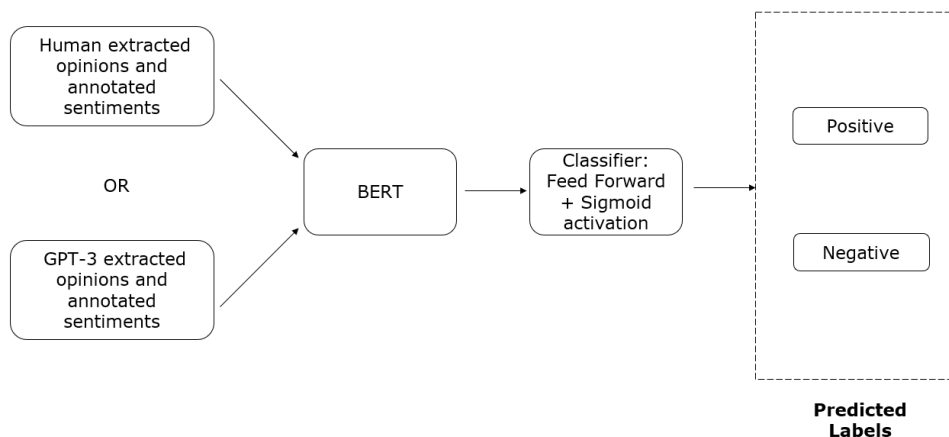 Human extracted
opinions and
annotated
sentiments
OR
GPT-3 extracted
opinions and
annotated
sentiments
BERT
Classifier:
Feed Forward
+ Sigmoid
activation
Positive
Negative
Predicted
Labels